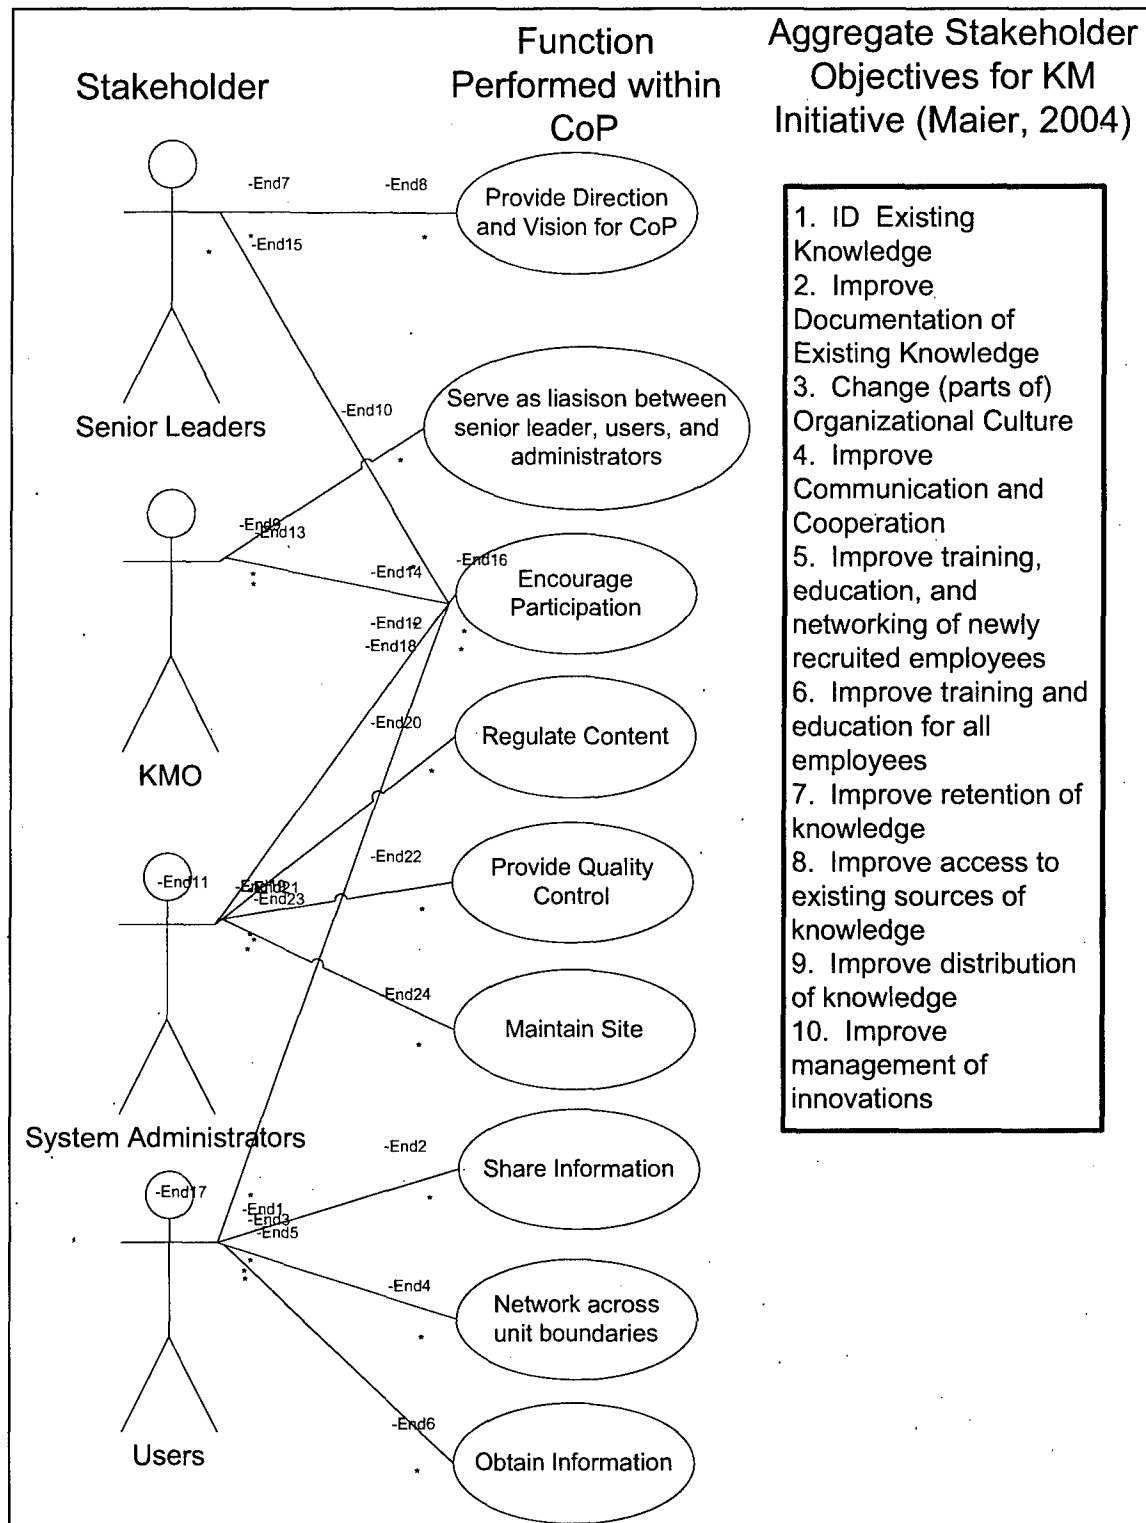 Stakeholder
Function
Performed within
CoP
Aggregate Stakeholder
Objectives for KM
Initiative (Maier, 2004)
-End7
-End8
Provide Direction
and Vision for CoP
*
*
*
-End15
Senior Leaders
-End10
Serve as liasison between
senior leader, users, and
administrators
*
-End9
-End13
*
*
-End14
*
-End16
Encourage
Participation
-End12
-End18
*
*
KMO
-End20
Regulate Content
*
-End11
-End19
-End21
-End23
*
*
*
-End22
Provide Quality
Control
*
-End24
Maintain Site
*
System Administrators
-End17
*
-End1
-End3
-End5
*
*
*
-End2
Share Information
*
-End4
Network across
unit boundaries
*
-End6
Obtain Information
*
Users
1. ID Existing
Knowledge
2. Improve
Documentation of
Existing Knowledge
3. Change (parts of)
Organizational Culture
4. Improve
Communication and
Cooperation
5. Improve training,
education, and
networking of newly
recruited employees
6. Improve training and
education for all
employees
7. Improve retention of
knowledge
8. Improve access to
existing sources of
knowledge
9. Improve distribution
of knowledge
10. Improve
management of
innovations